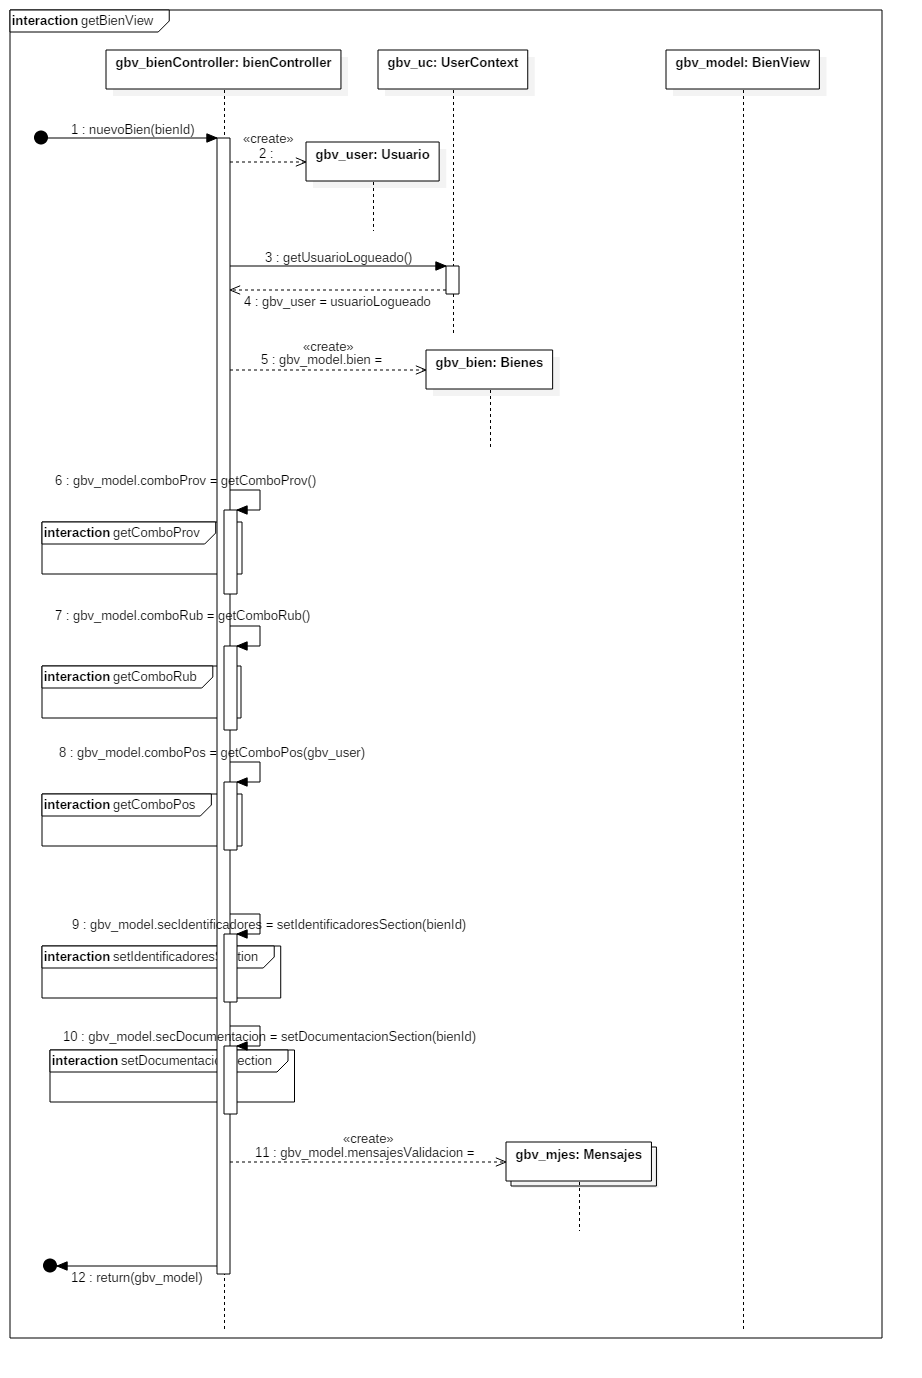 interaction getBienView
gbv_bienController: bienController
gbv_uc: UserContext
gbv_model: BienView
1 : nuevoBien(bienId)
«create»
2 :
gbv_user: Usuario
3 : getUsuarioLogueado()
4 : gbv_user = usuarioLogueado
«create»
5 : gbv_model.bien =
gbv_bien: Bienes
6 : gbv_model.comboProv = getComboProv()
interaction getComboProv
7 : gbv_model.comboRub = getComboRub()
interaction getComboRub
8 : gbv_model.comboPos = getComboPos(gbv_user)
interaction getComboPos
9 : gbv_model.secIdentificadores = setIdentificadoresSection(bienId)
interaction setIdentificadoresSection
10 : gbv_model.secDocumentacion = setDocumentacionSection(bienId)
interaction setDocumentacionSection
«create»
11 : gbv_model.mensajesValidacion =
gbv_mjes: Mensajes
12 : return(gbv_model)